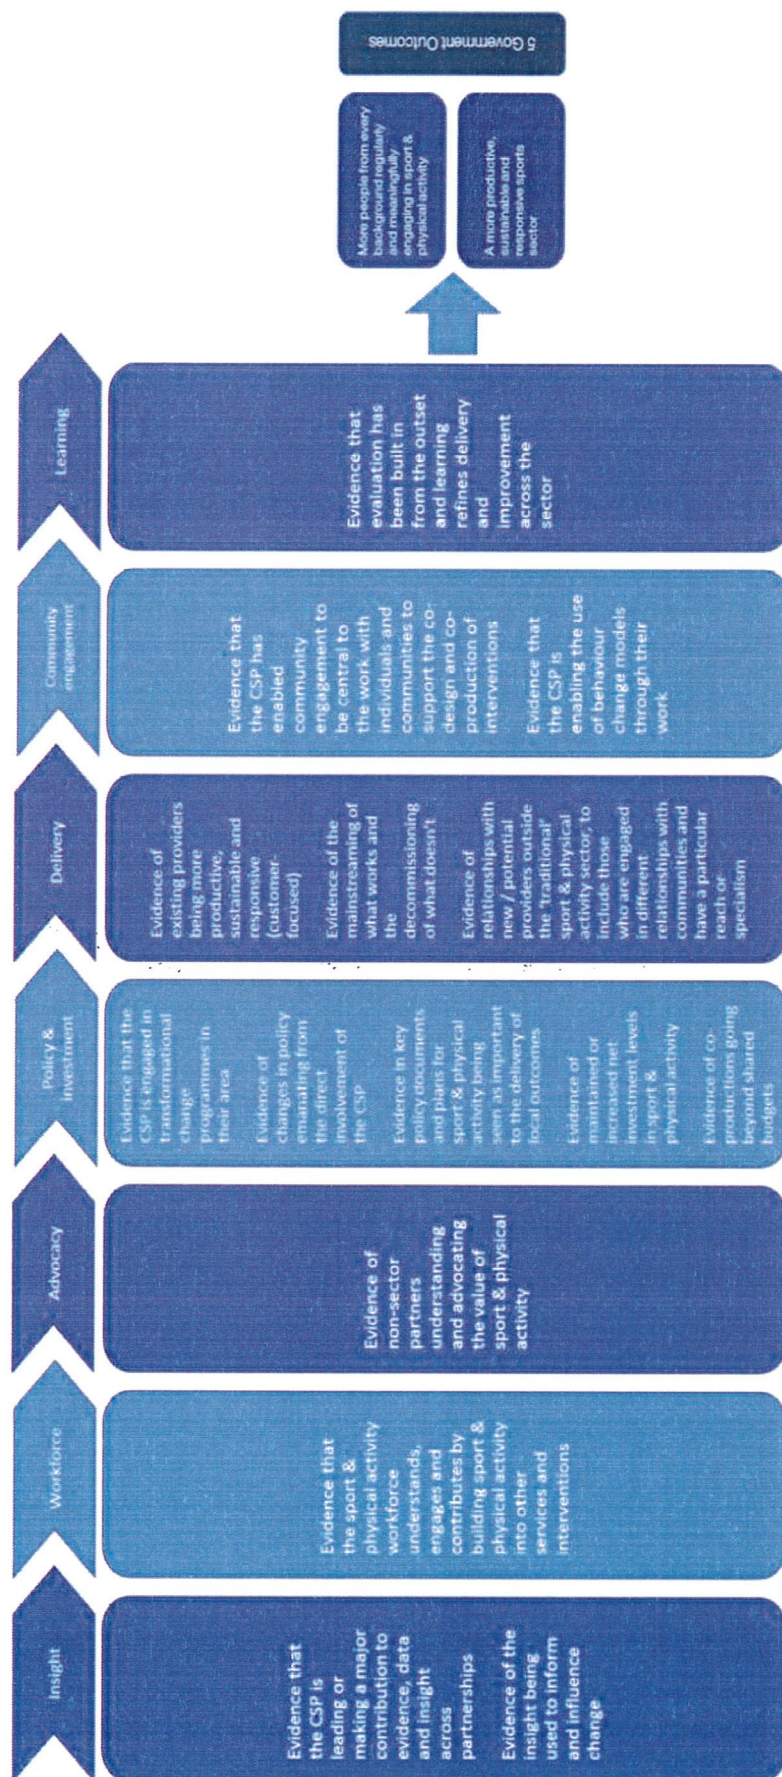 Insight
Evidence that
the CSP is
leading or
making a major
contribution to
evidence, data
and insight
across
partnerships
Evidence of the
insight being
used to inform
and influence
change
Workforce
Evidence that
the sport &
physical activity
workforce
understands,
engages and
contributes by
building sport &
physical activity
into other
services and
interventions
Advocacy
Evidence of
non-sector
partners
understanding
and advocating
the value of
sport & physical
activity
Policy &
investment
Evidence that the
CSP is engaged in
transformational
change
programmes in
their area
Evidence of
changes in policy
emanating from
the direct
involvement of
the CSP
Evidence in key
policy documents
and plans for
sport & physical
activity being
seen as important
to the delivery of
local outcomes
Evidence of
maintained or
increased net
investment levels
in sport &
physical activity
Evidence of co-
productions going
beyond shared
budgets
Delivery
Evidence of
existing providers
being more
productive,
sustainable and
responsive
(customer-
focused)
Evidence of the
mainstreaming of
what works and
the
decommissioning
of what doesn't
Evidence of
relationships with
new / potential
providers outside
the 'traditional'
sport & physical
activity sector, to
include those
who are engaged
in different
relationships with
communities and
have a particular
reach or
specialism
Community
engagement
Evidence that
the CSP has
enabled
community
engagement to
be central to
the work with
individuals and
communities to
support the co-
design and co-
production of
interventions
Evidence that
the CSP is
enabling the use
of behaviour
change models
through their
work
Learning
Evidence that
evaluation has
been built in
from the outset
and learning
refines delivery
and
improvement
across the
sector
More people from every
background regularly
and meaningfully
engaging in sport &
physical activity
A more productive,
sustainable and
responsive sports
sector
5 Government Outcomes